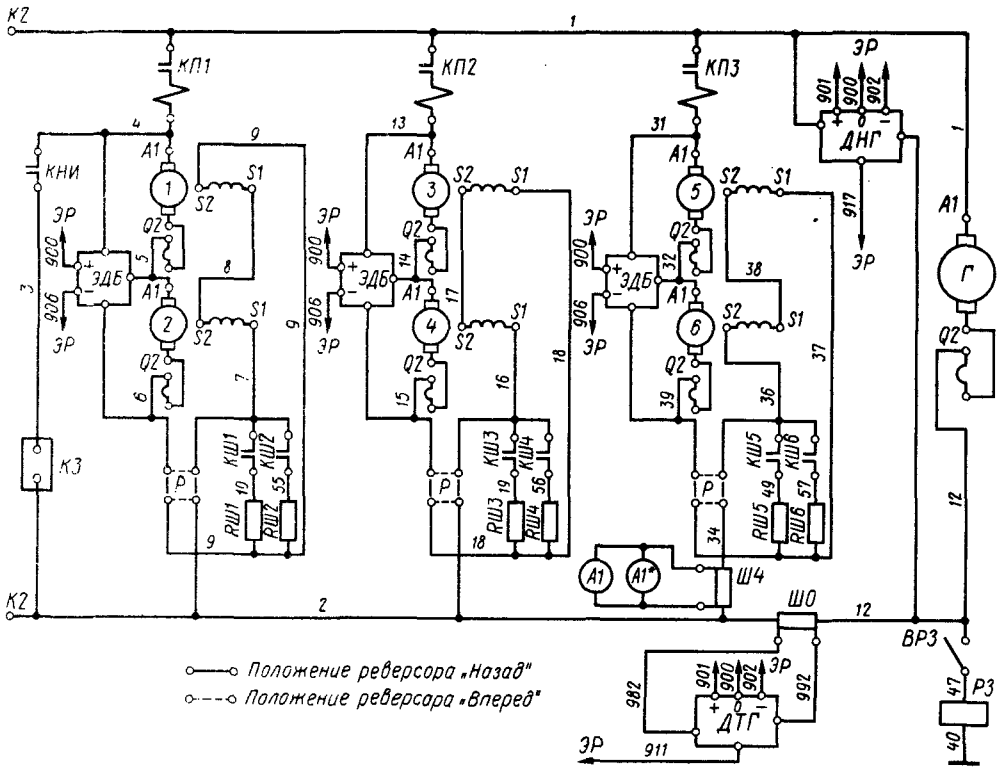 К2
1
КП1
КП2
КП3
ЭР
901
900
902
+
0
−
ДНГ
917
ЭР
1
А1
Г
Q2
12
4
9
13
31
КНИ
А1
1
S2
S1
Q2
А1
3
S2
S1
Q2
А1
5
S2
S1
Q2
ЭР
900
+
−
ЭДБ
906
ЭР
5
8
А1
2
S2
S1
Q2
ЭР
900
+
−
ЭДБ
906
ЭР
14
17
А1
4
S2
S1
Q2
ЭР
900
+
−
ЭДБ
906
ЭР
32
38
А1
6
S2
S1
Q2
3
6
7
9
15
16
18
39
36
37
К3
Р
КШ1
КШ2
10
55
RШ1
RШ2
9
Р
КШ3
КШ4
19
56
RШ3
RШ4
18
Р
КШ5
КШ6
49
57
RШ5
RШ6
34
А1
А1*
Ш4
К2
2
ШО
12
ВРЗ
47
РЗ
40
982
901
900
902
ЭР
992
+
0
−
ДТГ
ЭР
911
Положение реверсора „Назад"
Положение реверсора „Вперед"